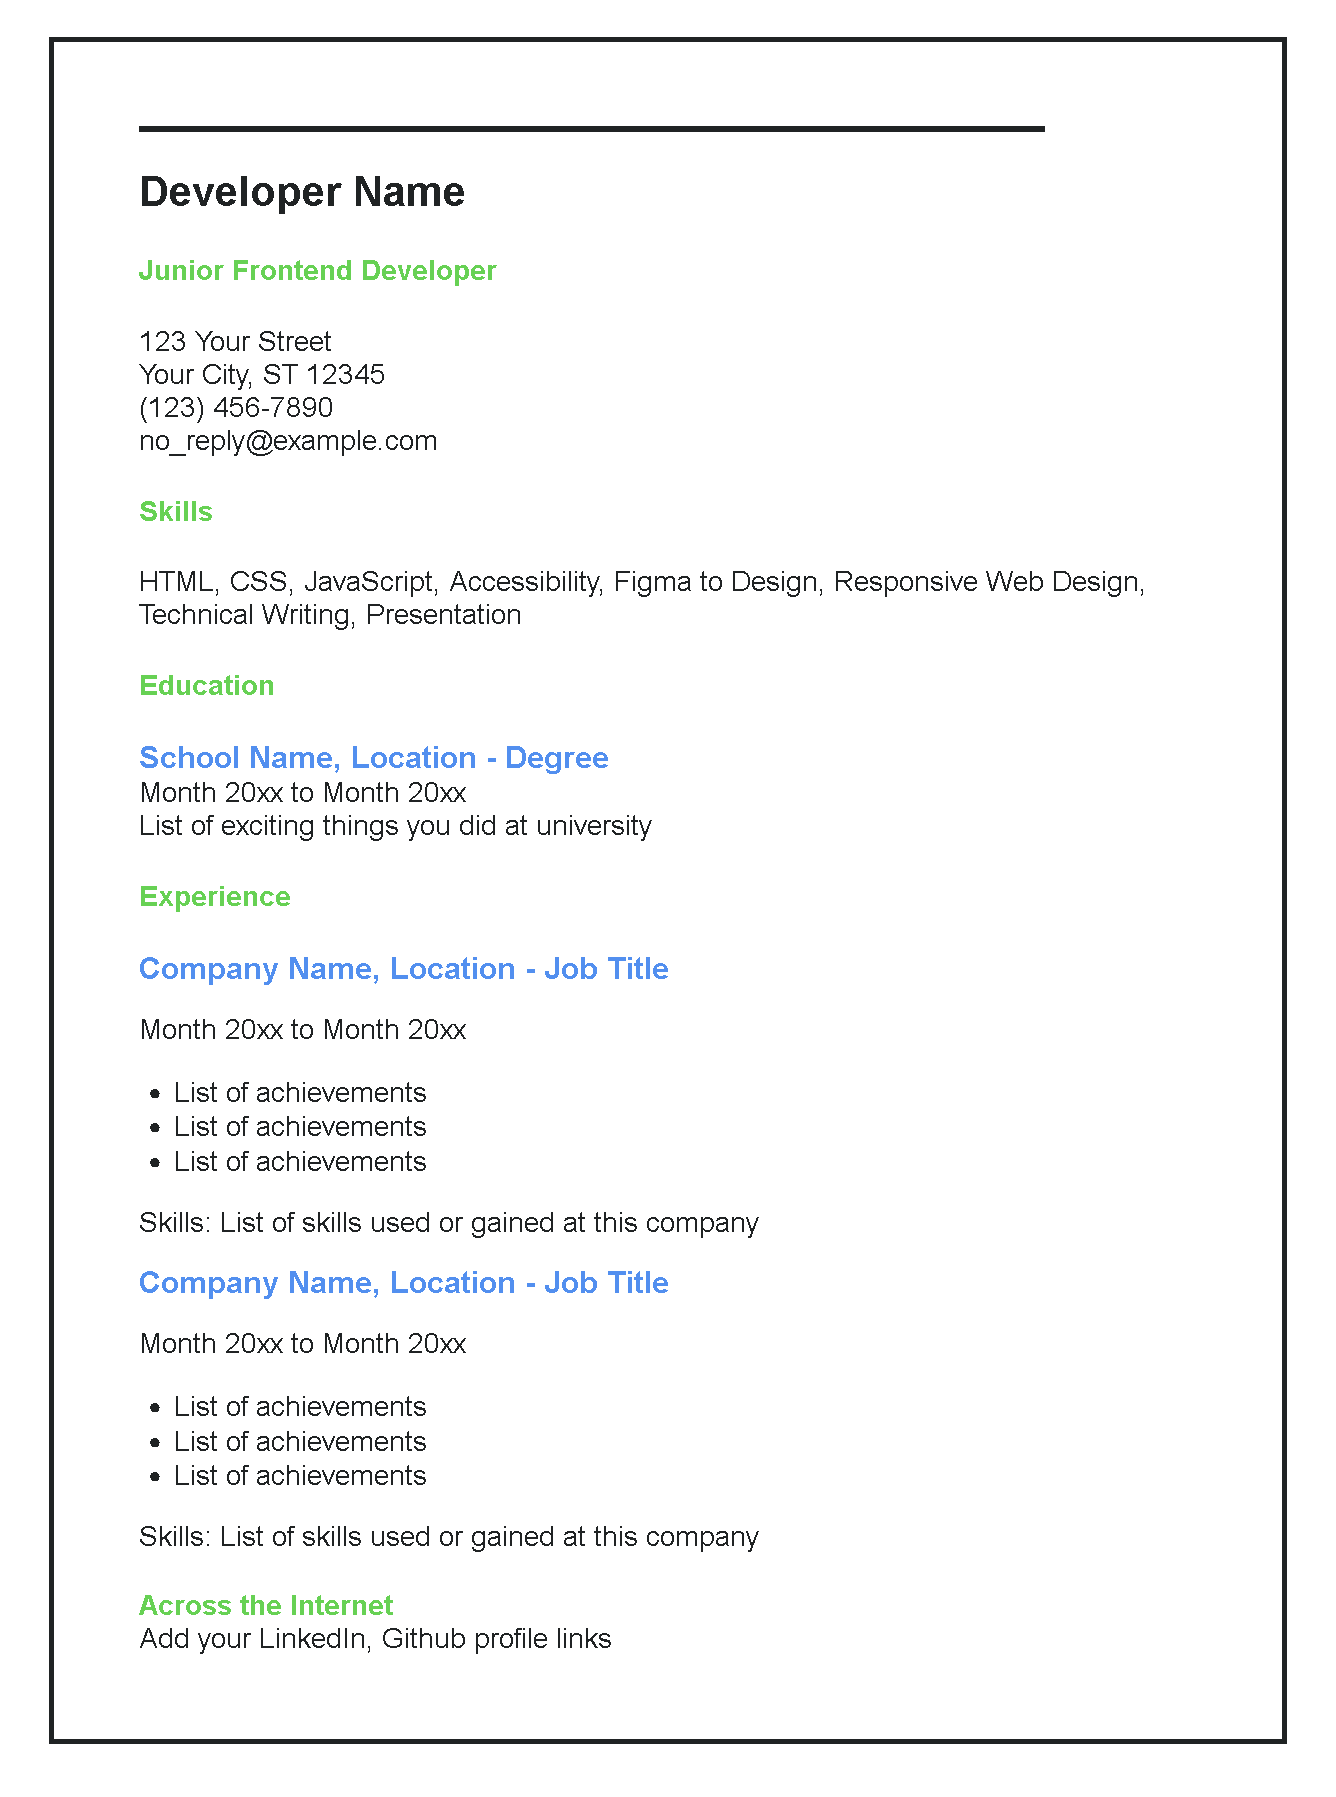 Developer Name
Junior Frontend Developer
123 Your Street
Your City, ST 12345
(123) 456-7890
no_reply@example.com
Skills
HTML, CSS, JavaScript, Accessibility, Figma to Design, Responsive Web Design,
Technical Writing, Presentation
Education
School Name, Location - Degree
Month 20xx to Month 20xx
List of exciting things you did at university
Experience
Company Name, Location - Job Title
Month 20xx to Month 20xx
• List of achievements
• List of achievements
• List of achievements
Skills: List of skills used or gained at this company
Company Name, Location - Job Title
Month 20xx to Month 20xx
• List of achievements
• List of achievements
• List of achievements
Skills: List of skills used or gained at this company
Across the Internet
Add your LinkedIn, Github profile links